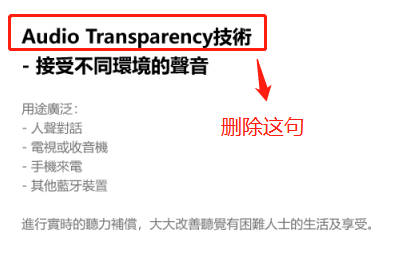 Audio Transparency技術
- 接受不同環境的聲音
删除这句
用途廣泛：
- 人聲對話
- 電視或收音機
- 手機來電
- 其他藍牙裝置
進行實時的聽力補償，大大改善聽覺有困難人士的生活及享受。